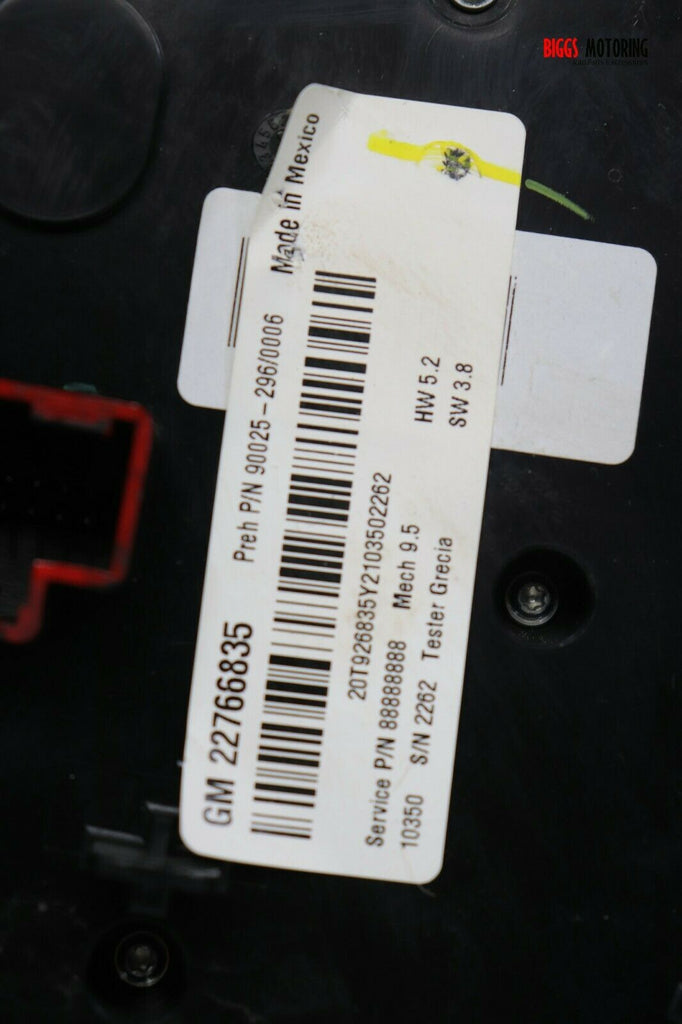 BIGGS MOTORING
Made in Mexico
Preh P/N 90025-296/0006
GM 22766835
20T926835Y2103502262
HW 5.2
SW 3.8
Service P/N 88888888 Mech 9.5
10350 S/N 2262 Tester Grecia